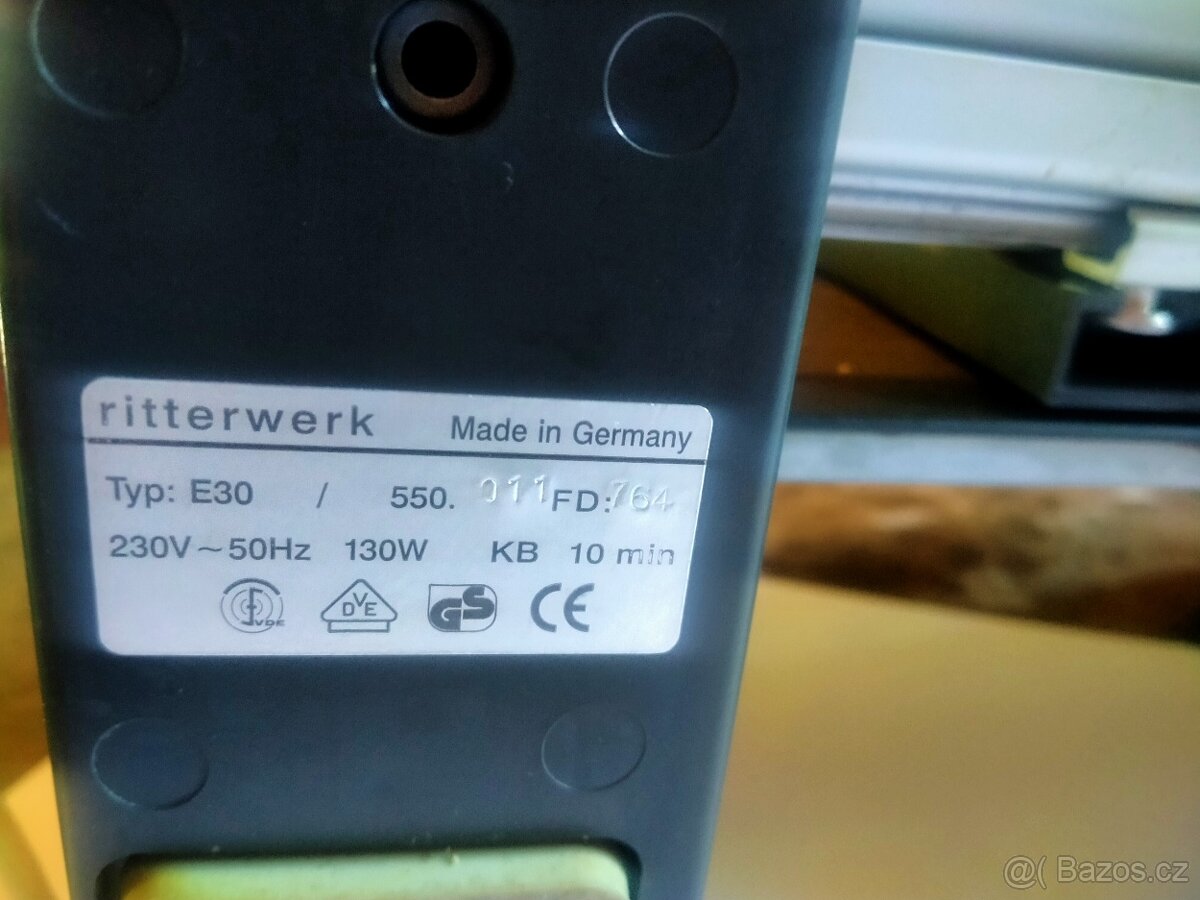 ritterwerk Made in Germany
Typ: E30 / 550. 011 FD: 764
230V~50Hz 130W KB 10 min
VDE DVE GS CE
@( Bazos.cz